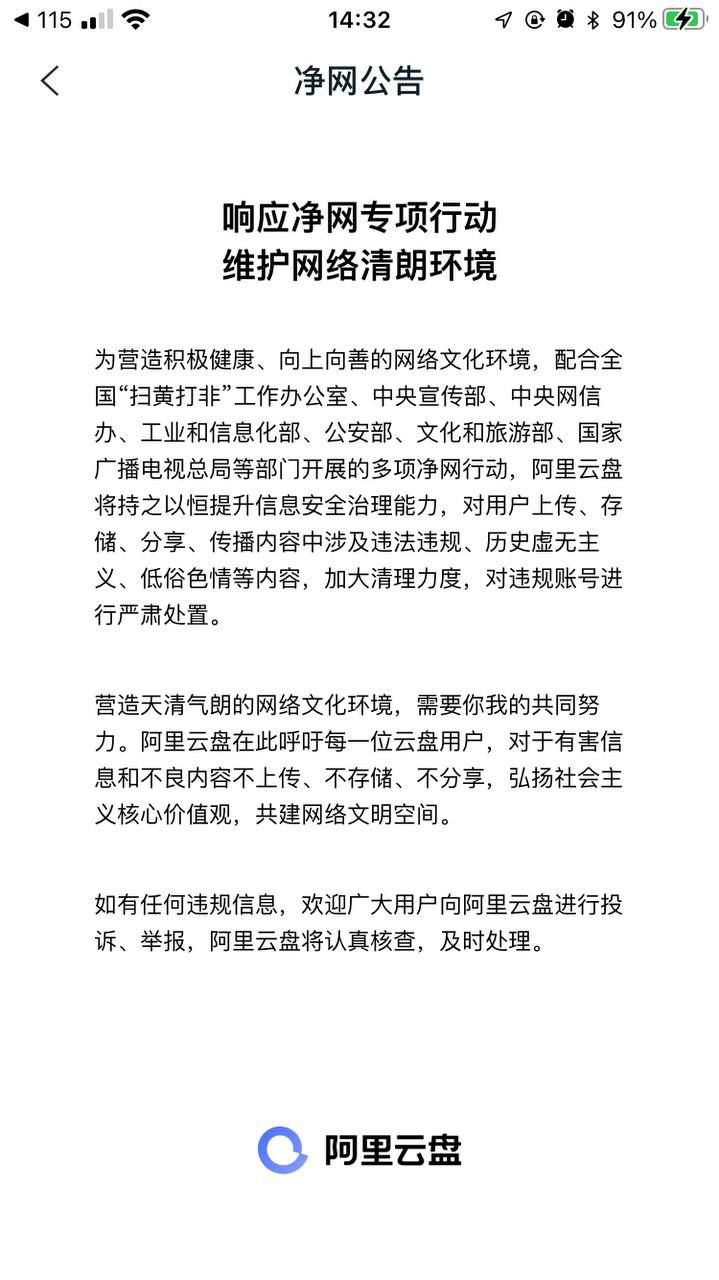 115
14:32
91%
净网公告
响应净网专项行动
维护网络清朗环境
为营造积极健康、向上向善的网络文化环境，配合全
国“扫黄打非”工作办公室、中央宣传部、中央网信
办、工业和信息化部、公安部、文化和旅游部、国家
广播电视总局等部门开展的多项净网行动，阿里云盘
将持之以恒提升信息安全治理能力，对用户上传、存
储、分享、传播内容中涉及违法违规、历史虚无主
义、低俗色情等内容，加大清理力度，对违规账号进
行严肃处置。
营造天清气朗的网络文化环境，需要你我的共同努
力。阿里云盘在此呼吁每一位云盘用户，对于有害信
息和不良内容不上传、不存储、不分享，弘扬社会主
义核心价值观，共建网络文明空间。
如有任何违规信息，欢迎广大用户向阿里云盘进行投
诉、举报，阿里云盘将认真核查，及时处理。
阿里云盘